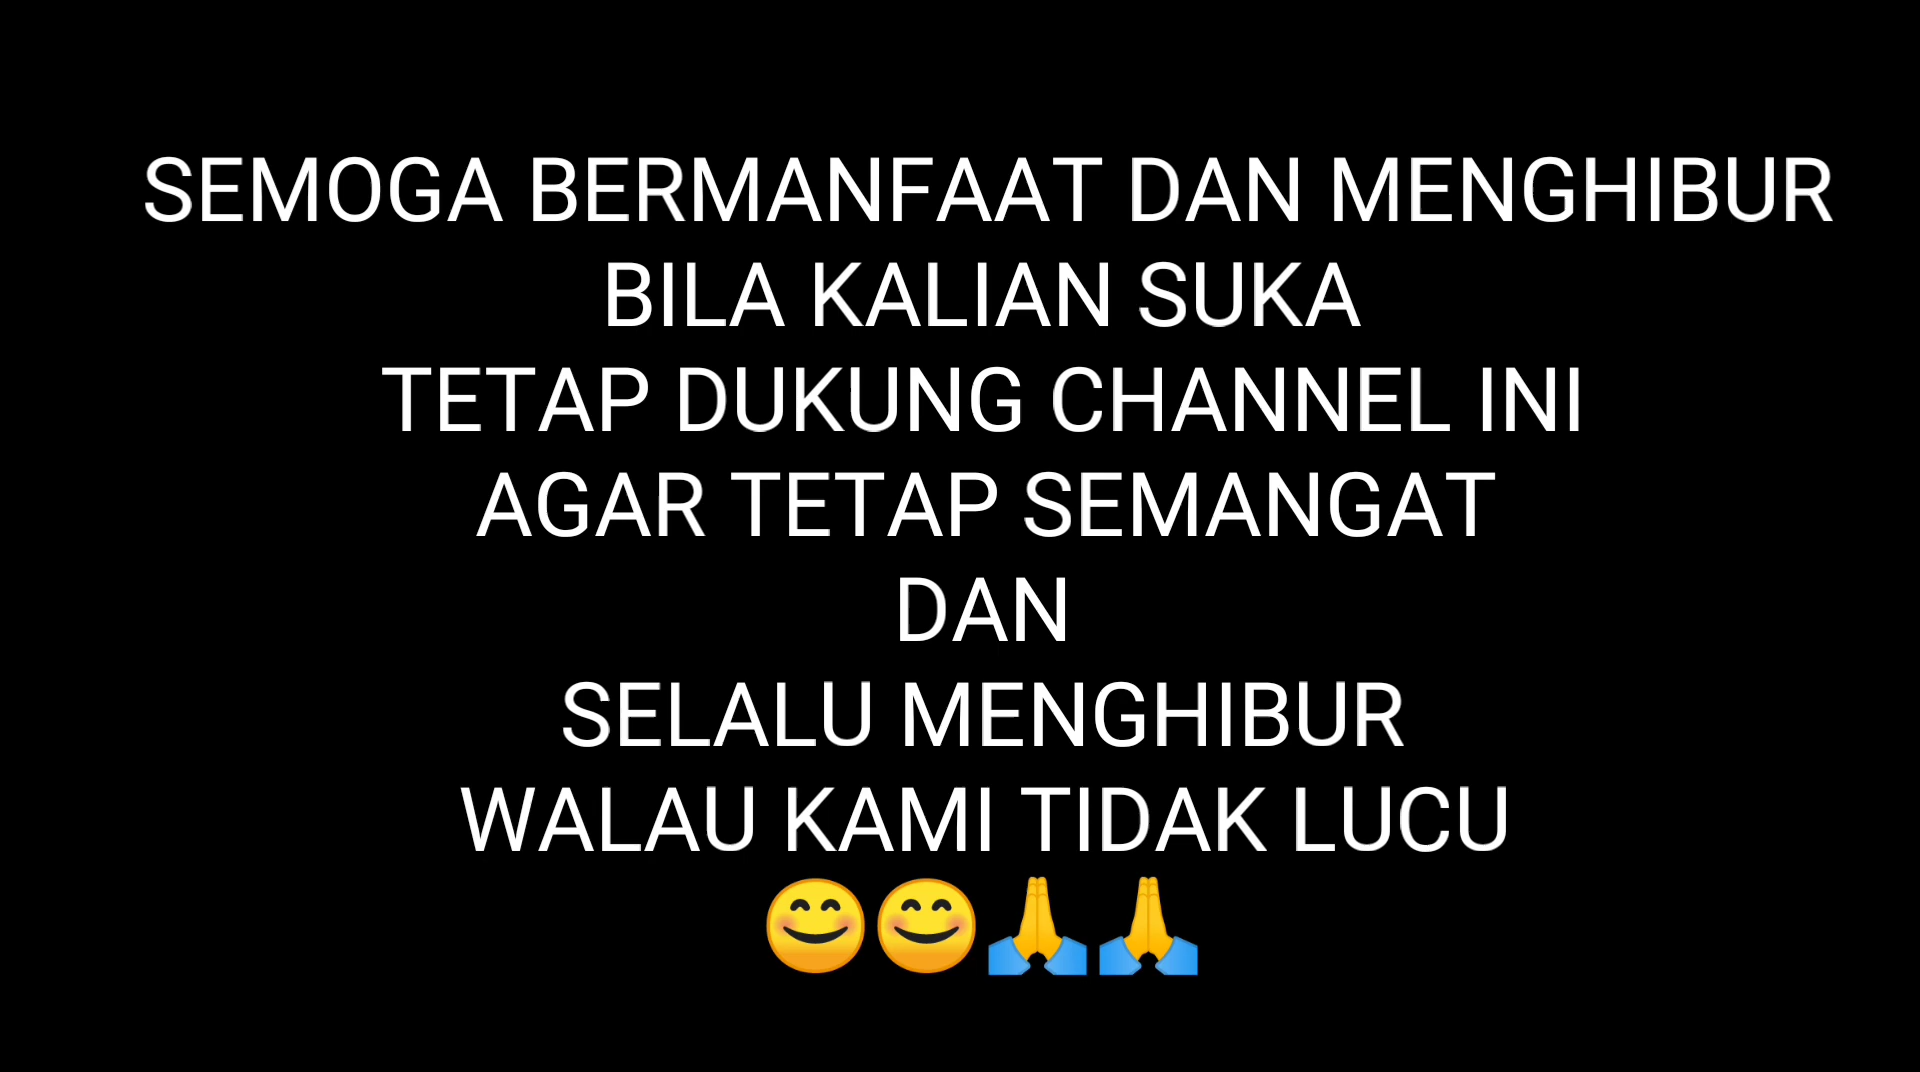 SEMOGA BERMANFAAT DAN MENGHIBUR
BILA KALIAN SUKA
TETAP DUKUNG CHANNEL INI
AGAR TETAP SEMANGAT
DAN
SELALU MENGHIBUR
WALAU KAMI TIDAK LUCU
😊😊🙏🙏